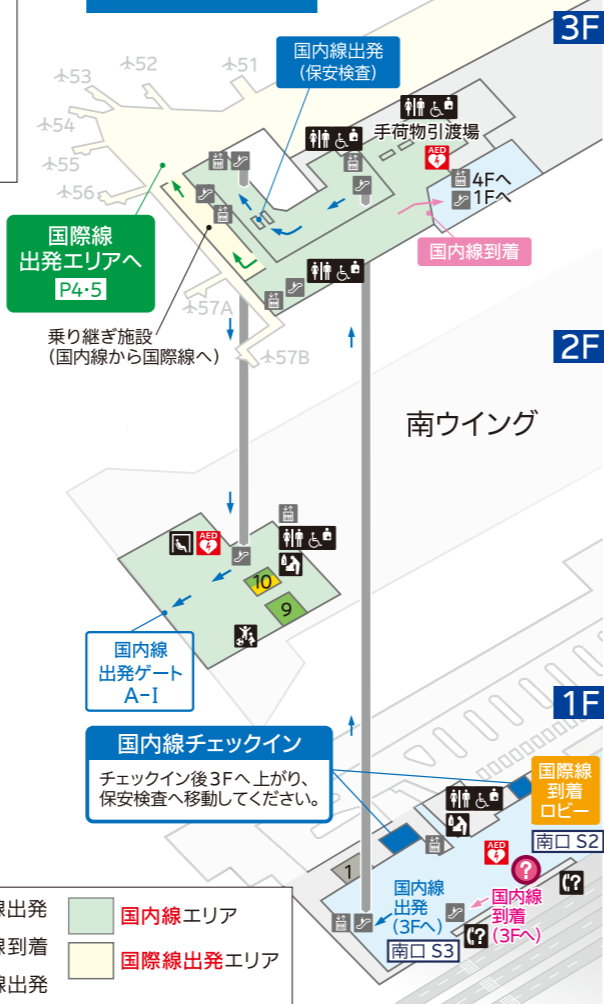 3F
国内線出発
(保安検査)
51
52
53
54
55
56
57A
57B
手荷物引渡場
AED
4Fへ
1Fへ
国内線到着
国際線
出発エリアへ
P4・5
乗り継ぎ施設
(国内線から国際線へ)
2F
南ウイング
AED
10
9
国内線
出発ゲート
A-I
1F
国内線チェックイン
チェックイン後3Fへ上がり、
保安検査へ移動してください。
国際線
到着
ロビー
南口 S2
AED
?
?
1
国内線
出発
(3Fへ)
国内線
到着
(3Fへ)
?
南口 S3
線出発
線到着
線出発
国内線エリア
国際線出発エリア